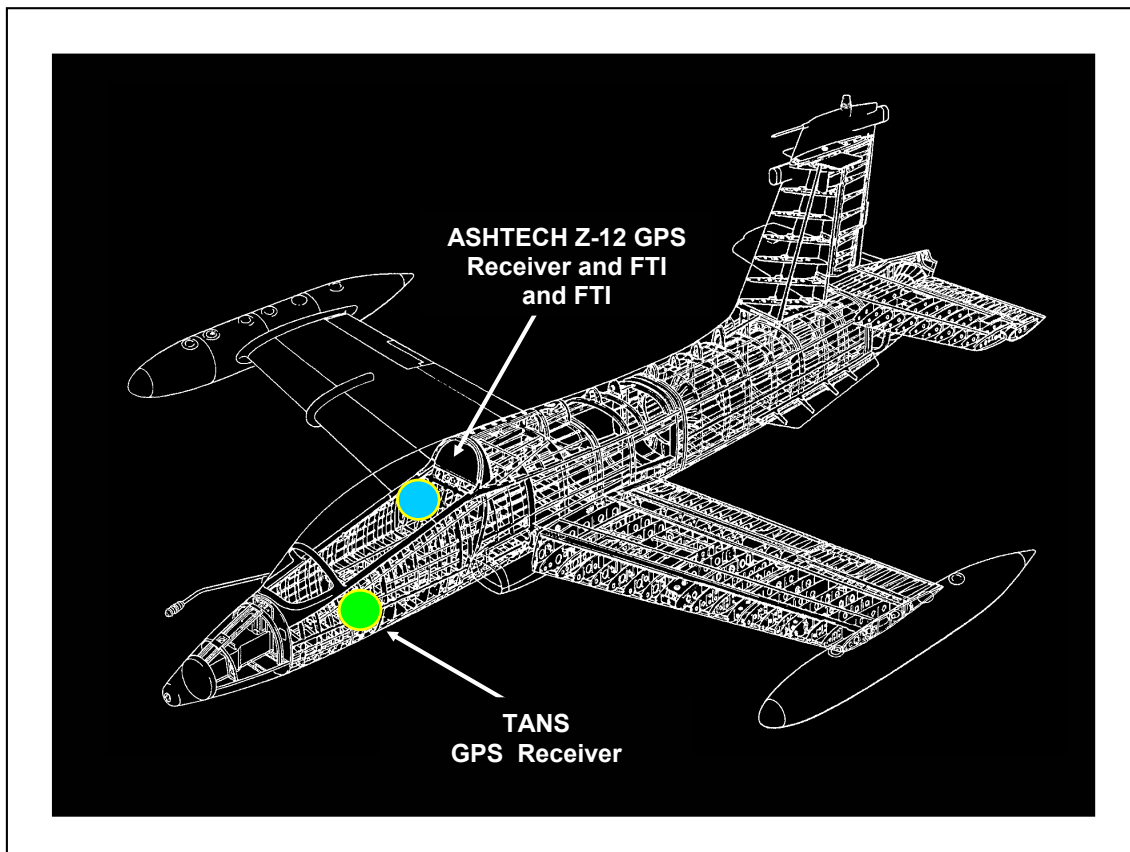 ASHTECH Z-12 GPS
Receiver and FTI
and FTI
TANS
GPS Receiver